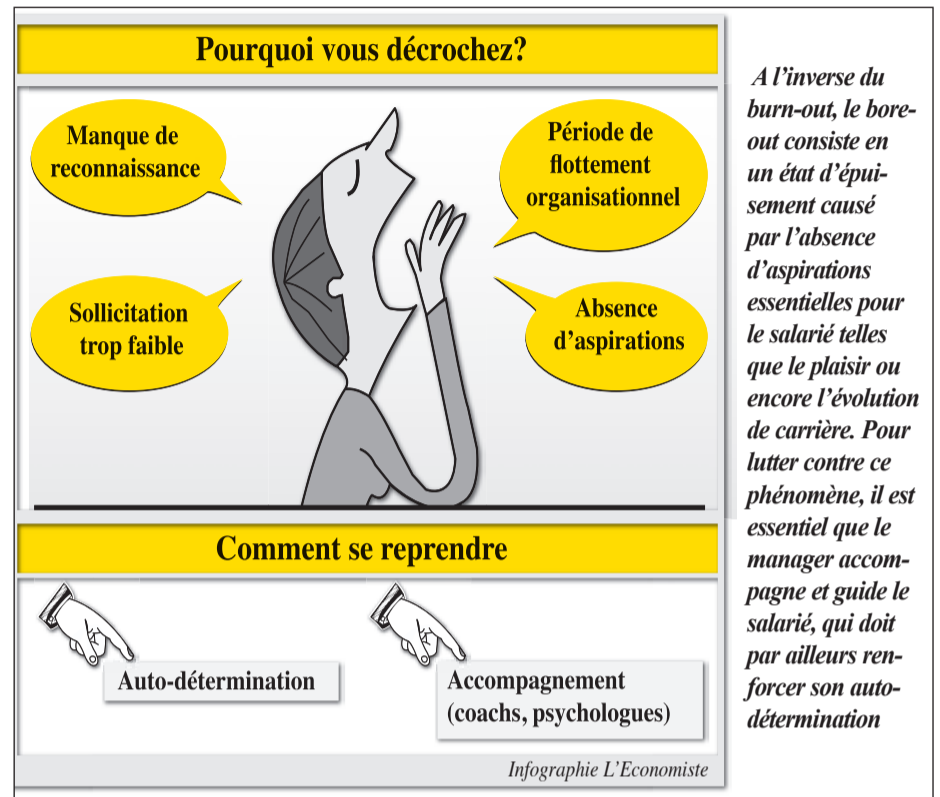 Pourquoi vous décrochez?
Manque de
reconnaissance
Période de
flottement
organisationnel
Sollicitation
trop faible
Absence
d'aspirations
Comment se reprendre
Auto-détermination
Accompagnement
(coachs, psychologues)
Infographie L'Economiste
A l'inverse du
burn-out, le bore-
out consiste en
un état d'épui-
sement causé
par l'absence
d'aspirations
essentielles pour
le salarié telles
que le plaisir ou
encore l'évolution
de carrière. Pour
lutter contre ce
phénomène, il est
essentiel que le
manager accom-
pagne et guide le
salarié, qui doit
par ailleurs ren-
forcer son auto-
détermination